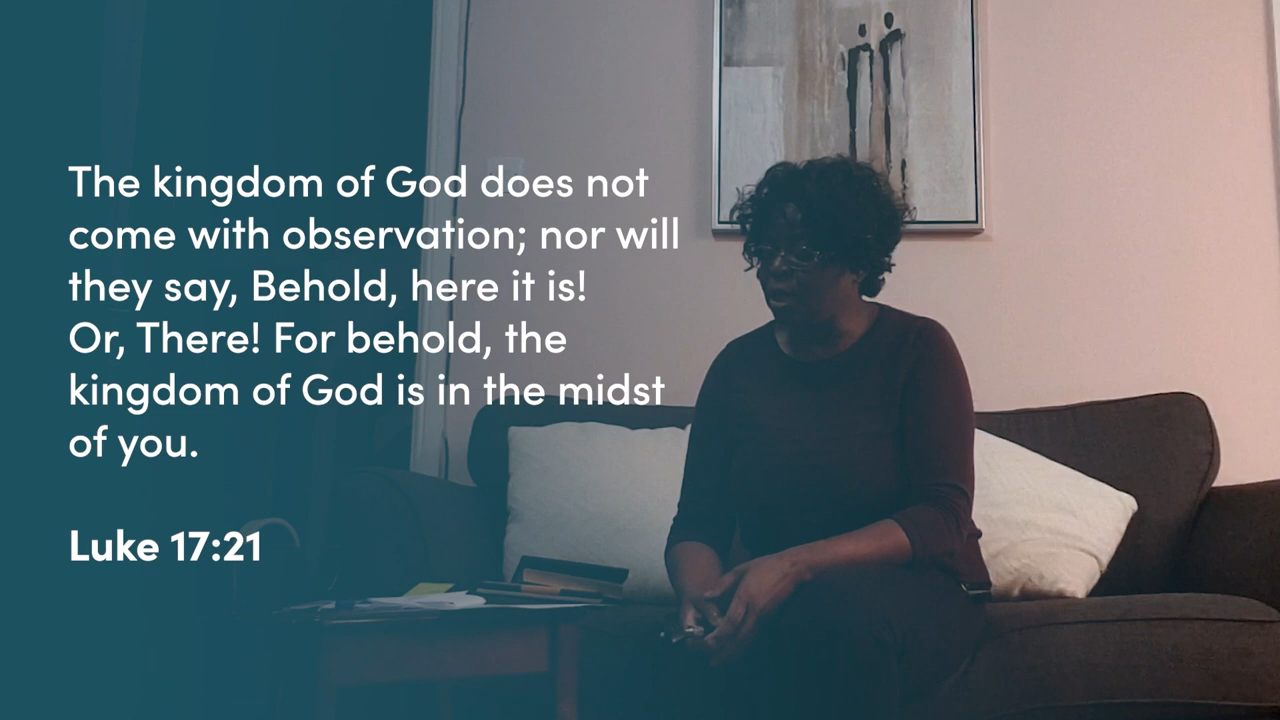 The kingdom of God does not
come with observation; nor will
they say, Behold, here it is!
Or, There! For behold, the
kingdom of God is in the midst
of you.
Luke 17:21